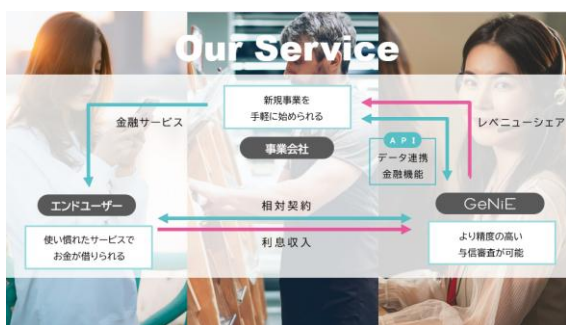 Our Service
新規事業を
手軽に始められる
金融サービス
レベニューシェア
事業会社
API
データ連携
金融機能
エンドユーザー
相対契約
GeNiE
使い慣れたサービスで
お金が借りられる
利息収入
より精度の高い
与信審査が可能